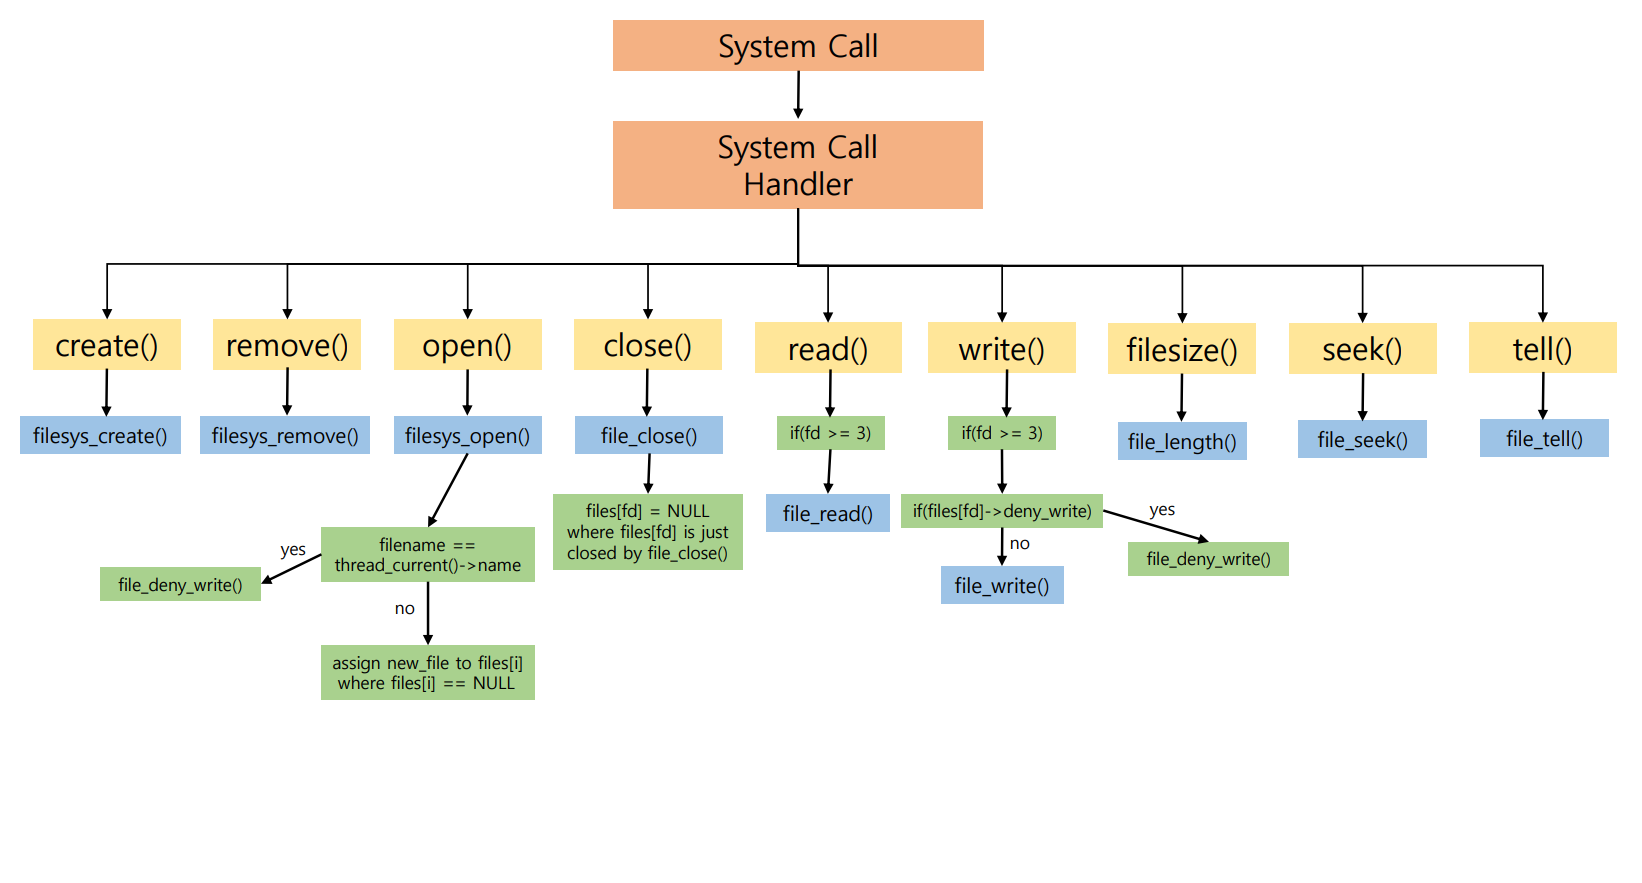 System Call
System Call
Handler
create()
remove()
open()
close()
read()
write()
filesize()
seek()
tell()
filesys_create()
filesys_remove()
filesys_open()
file_close()
if(fd >= 3)
if(fd >= 3)
file_length()
file_seek()
file_tell()
files[fd] = NULL
where files[fd] is just
closed by file_close()
file_read()
if(files[fd]->deny_write)
yes
no
file_deny_write()
file_write()
filename ==
thread_current()->name
yes
file_deny_write()
no
assign new_file to files[i]
where files[i] == NULL